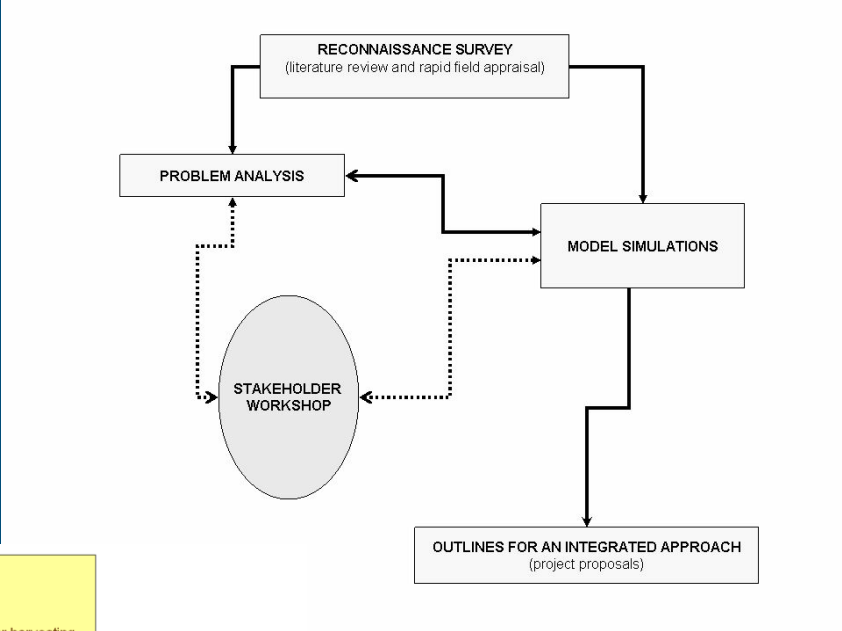 RECONNAISSANCE SURVEY
(literature review and rapid field appraisal)
PROBLEM ANALYSIS
MODEL SIMULATIONS
STAKEHOLDER
WORKSHOP
OUTLINES FOR AN INTEGRATED APPROACH
(project proposals)
harvesting